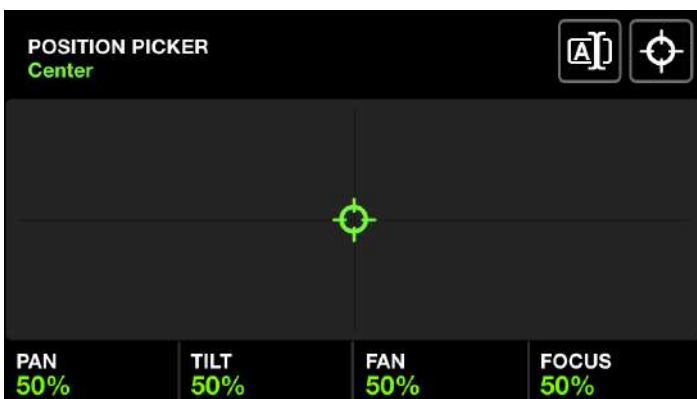 POSITION PICKER
Center
A
PAN TILT FAN FOCUS
50% 50% 50% 50%